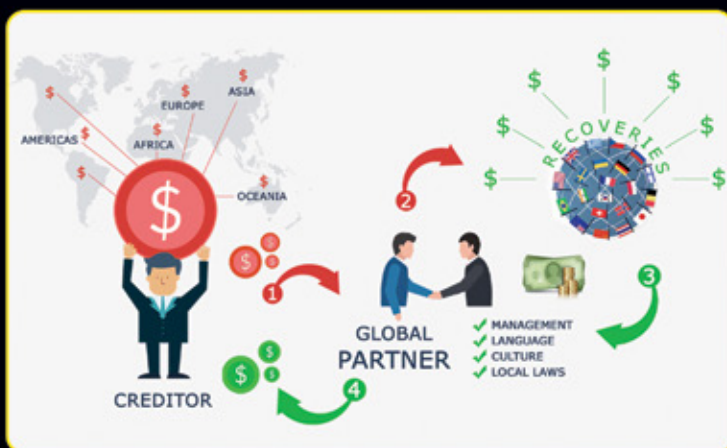 $
$
ASIA
EUROPE
$
$
AMERICAS
AFRICA
$
$
OCEANIA
$
$
$
$
1
CREDITOR
$
$
$
2
GLOBAL
PARTNER
MANAGEMENT
LANGUAGE
CULTURE
LOCAL LAWS
$
$
$
$
$
$
$
RECOVERIES
3
4